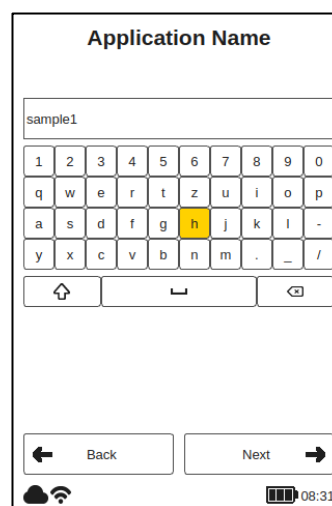 Application Name
sample1
1 2 3 4 5 6 7 8 9 0
q w e r t z u i o p
a s d f g h j k l -
y x c v b n m . _ /
Back Next
08:31